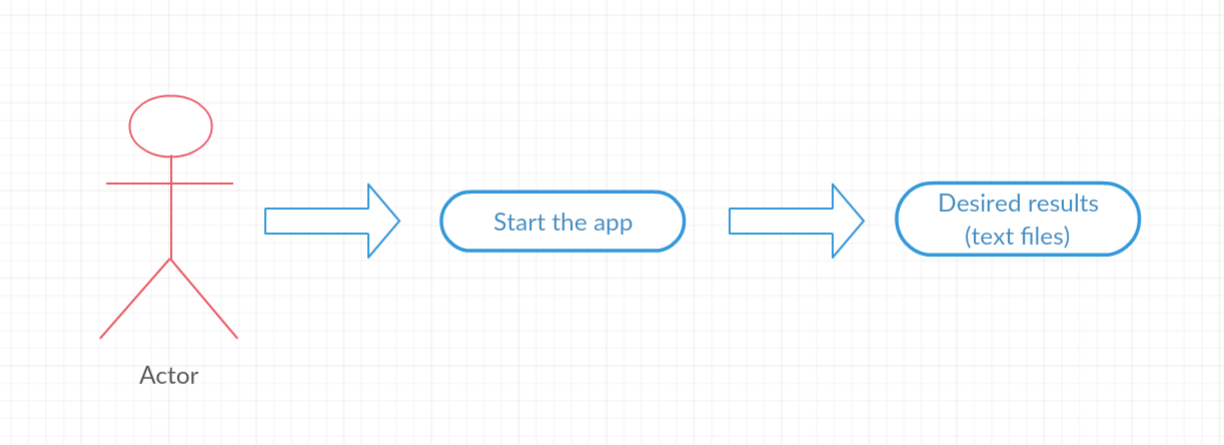 Start the app
Desired results
(text files)
Actor